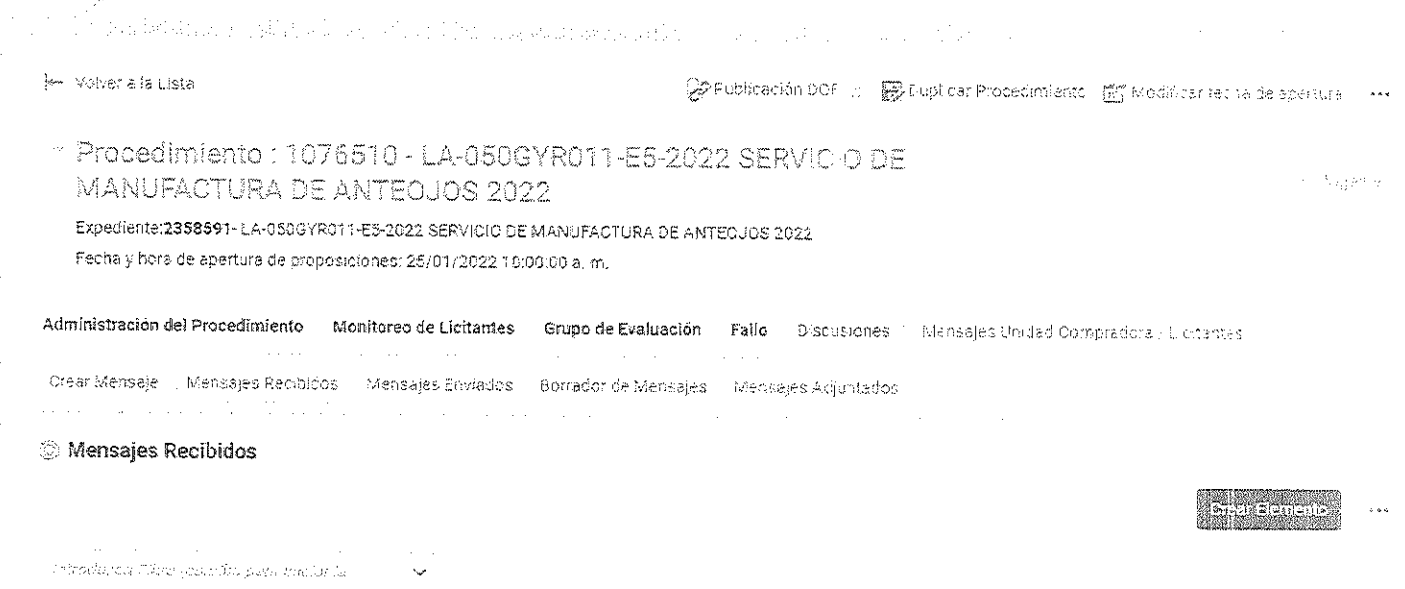 Volver a la Lista
Publicación DOF Duplicar Procedimiento Modificar fecha de apertura ...
Procedimiento : 1076510 - LA-050GYR011-E5-2022 SERVICIO DE
MANUFACTURA DE ANTEOJOS 2022
Expediente:2358591- LA-050GYR011-E5-2022 SERVICIO DE MANUFACTURA DE ANTEOJOS 2022
Fecha y hora de apertura de proposiciones: 25/01/2022 10:00:00 a. m.
Administración del Procedimiento Monitoreo de Licitantes Grupo de Evaluación Fallo Discusiones Mensajes Unidad Compradora / Licitantes
Crear Mensaje Mensajes Recibidos Mensajes Enviados Borrador de Mensajes Mensajes Adjuntados
Mensajes Recibidos
Crear Elemento ...